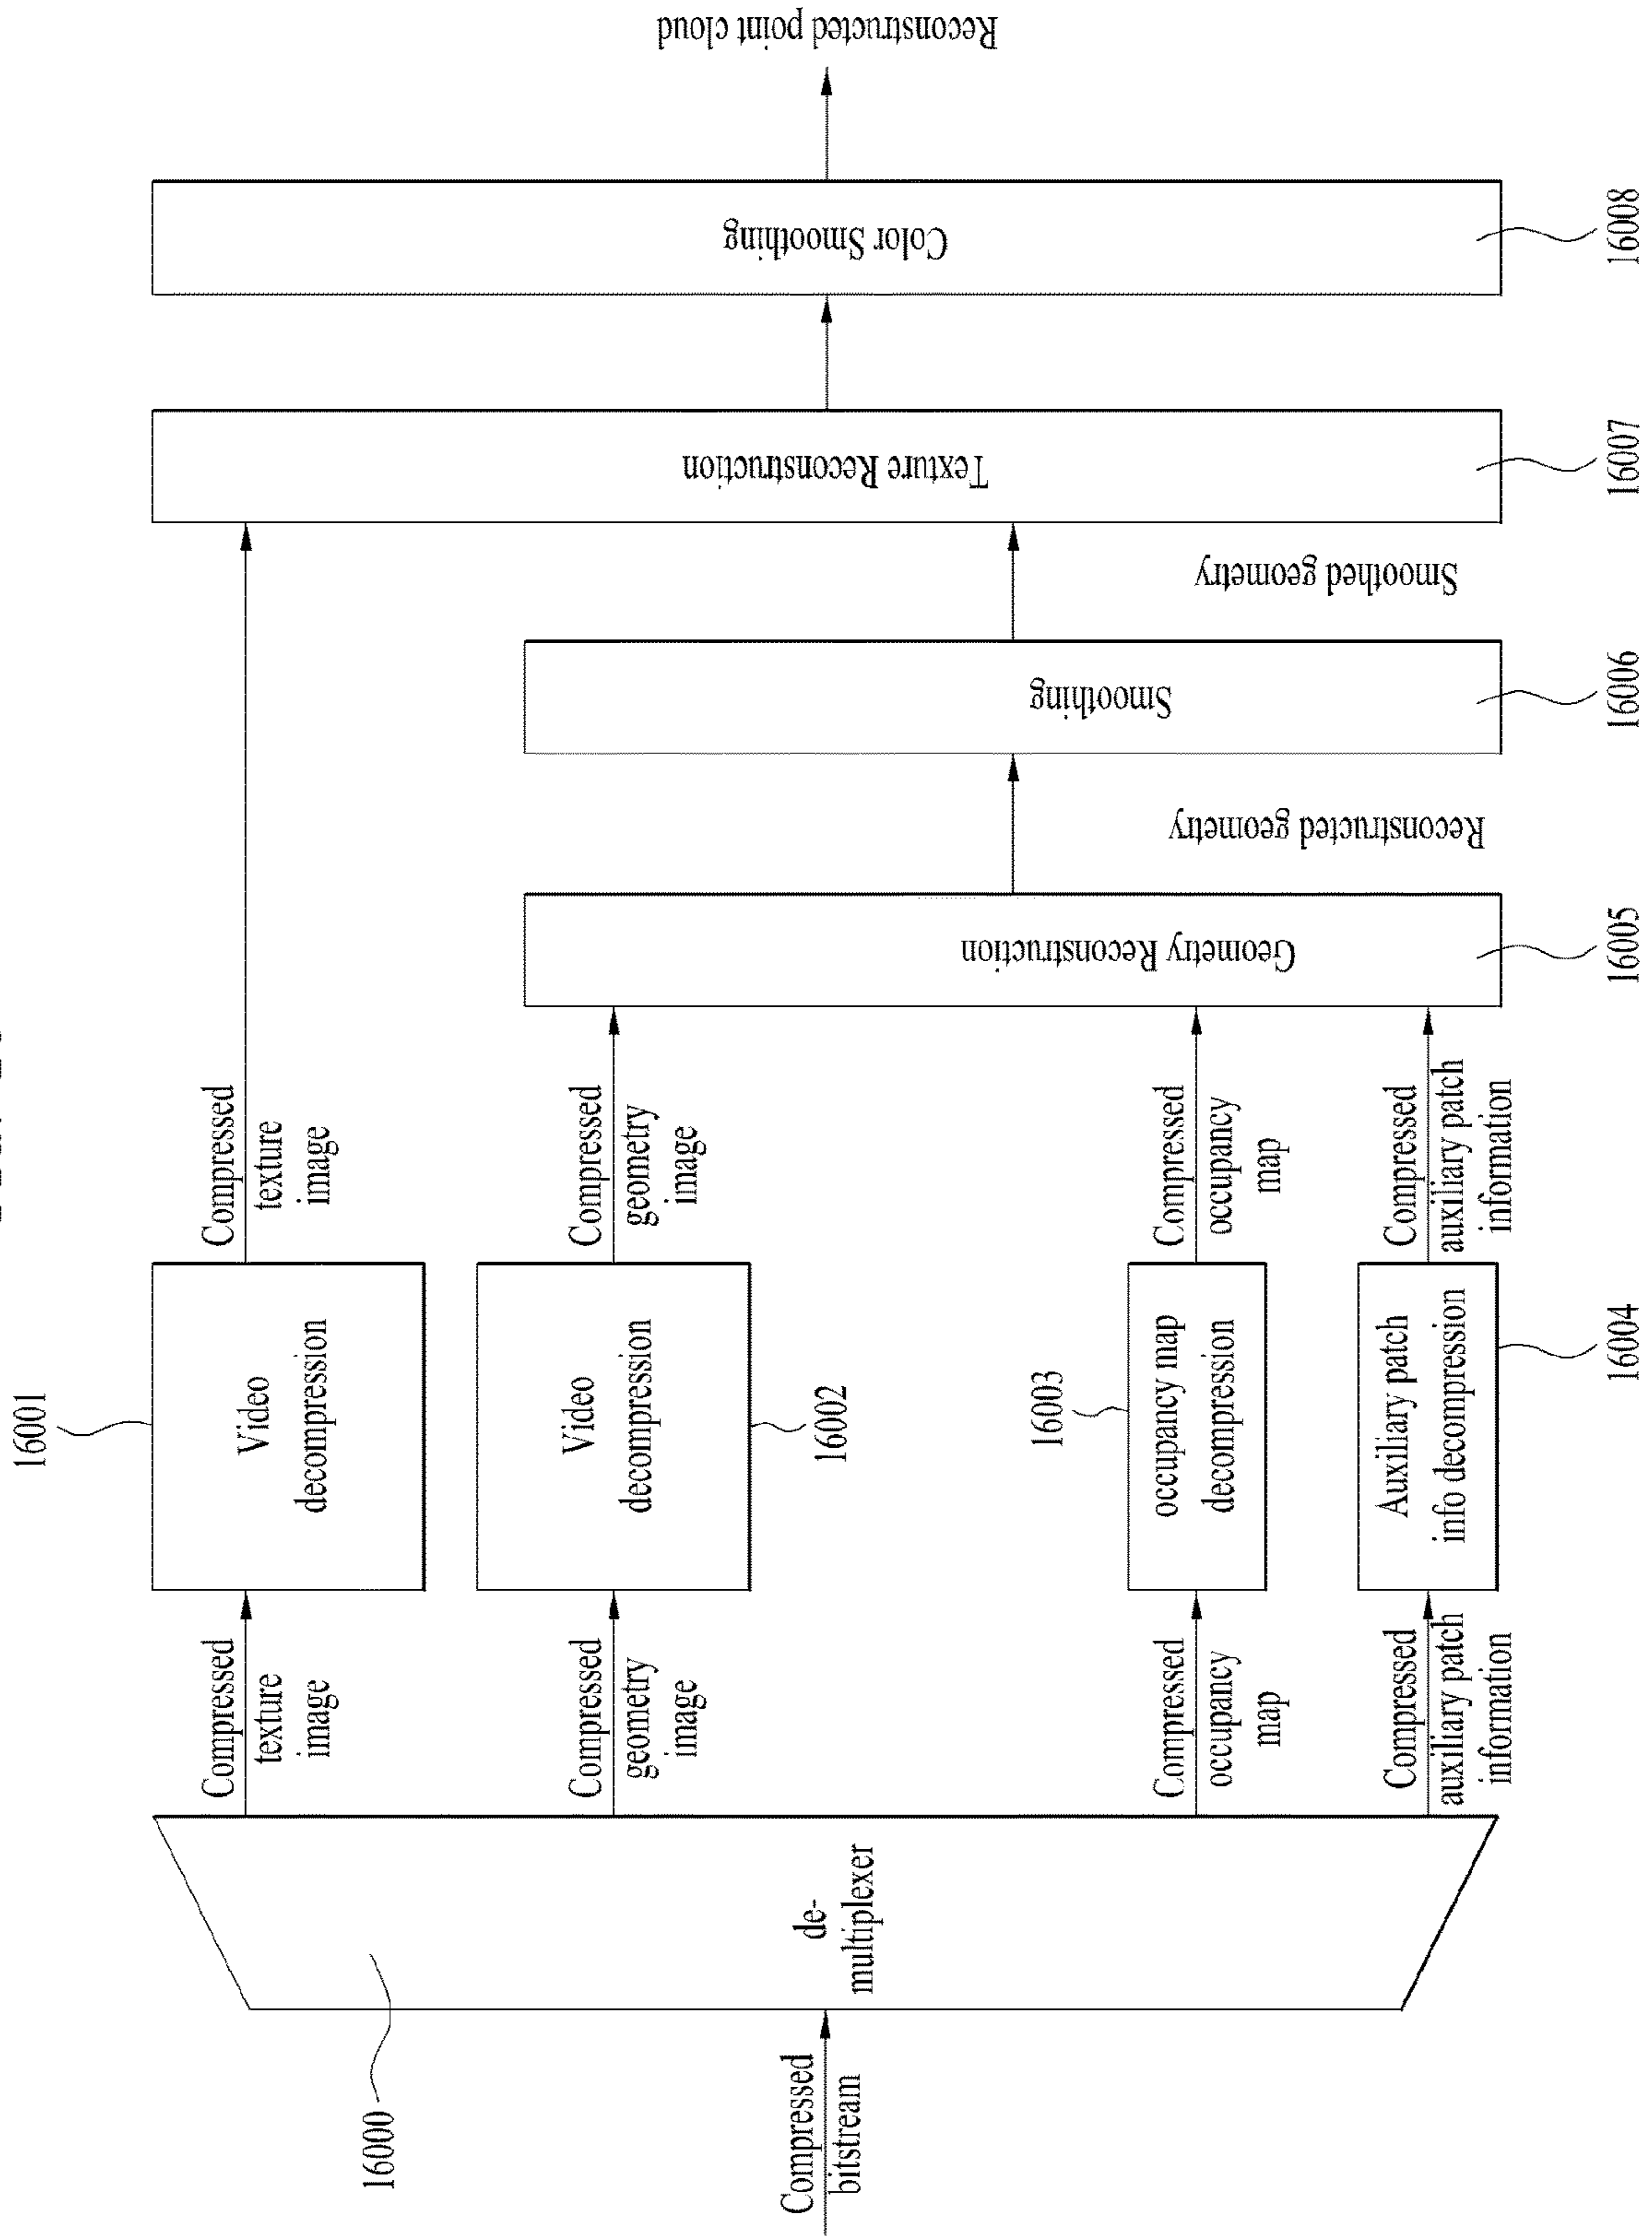 16000
Compressed
bitstream
de-
multiplexer
Compressed
texture
image
Compressed
geometry
image
Compressed
occupancy
map
Compressed
auxiliary patch
information
16001
Video
decompression
Video
decompression
16002
16003
occupancy map
decompression
Auxiliary patch
info decompression
16004
Compressed
texture
image
Compressed
geometry
image
Compressed
occupancy
map
Compressed
auxiliary patch
information
Geometry Reconstruction
16005
Reconstructed geometry
Smoothing
16006
Smoothed geometry
Texture Reconstruction
16007
Color Smoothing
16008
Reconstructed point cloud